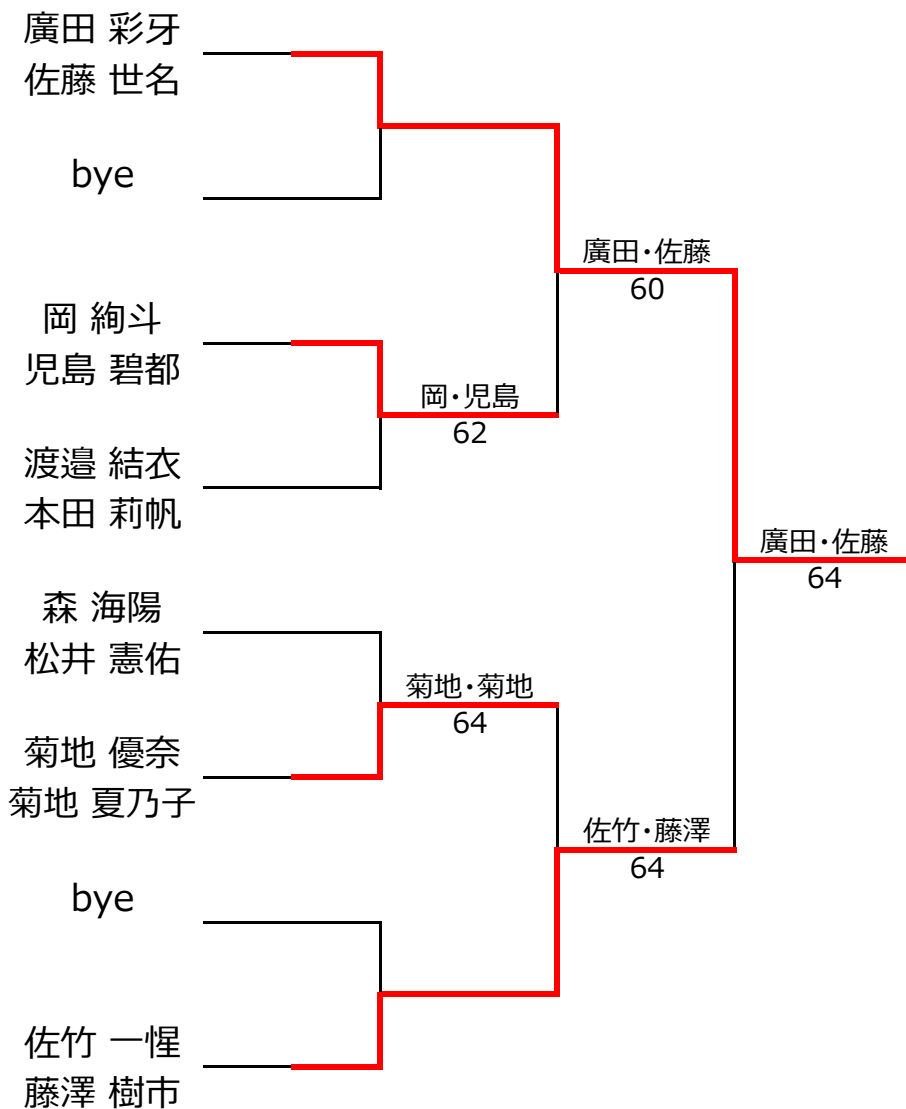 廣田 彩牙
佐藤 世名
bye
廣田・佐藤
60
岡 絢斗
児島 碧都
岡・児島
62
渡邉 結衣
本田 莉帆
廣田・佐藤
64
森 海陽
松井 憲佑
菊地・菊地
64
菊地 優奈
菊地 夏乃子
佐竹・藤澤
64
bye
佐竹 一惺
藤澤 樹市